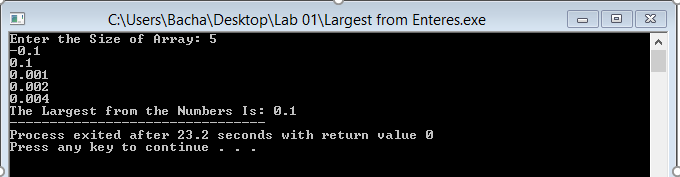 C:\Users\Bacha\Desktop\Lab 01\Largest from Enteres.exe
Enter the Size of Array: 5
-0.1
0.1
0.001
0.002
0.004
The Largest from the Numbers Is: 0.1
--------------------------------
Process exited after 23.2 seconds with return value 0
Press any key to continue . . .